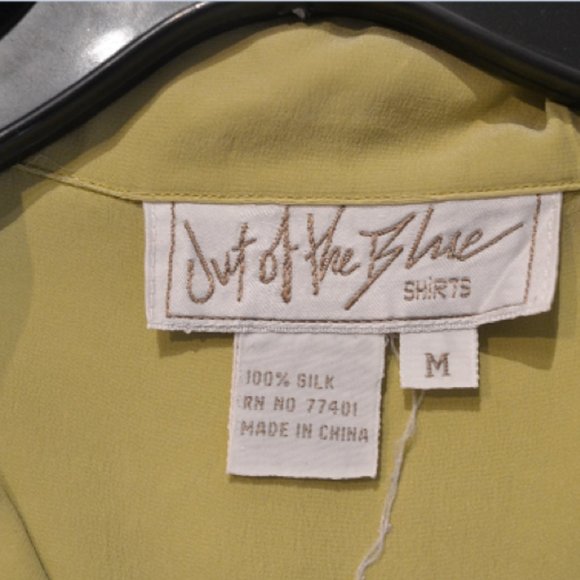 Out of the Blue
SHIRTS
M
100% SILK
RN NO 77401
MADE IN CHINA